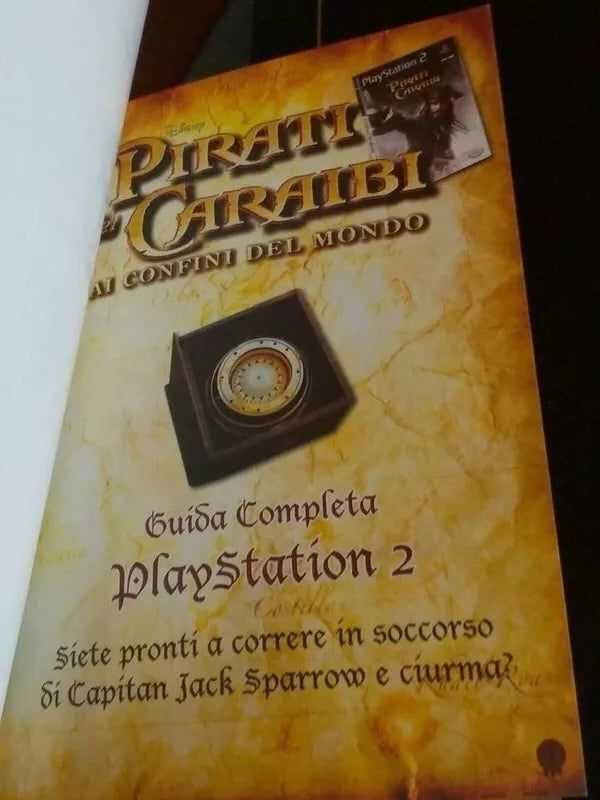 Disney
PIRATI
CARAIBI
AI CONFINI DEL MONDO
PlayStation 2
PIRATI
CARAIBI
Guida Completa
PlayStation 2
Siete pronti a correre in soccorso
di Capitan Jack Sparrow e ciurma?